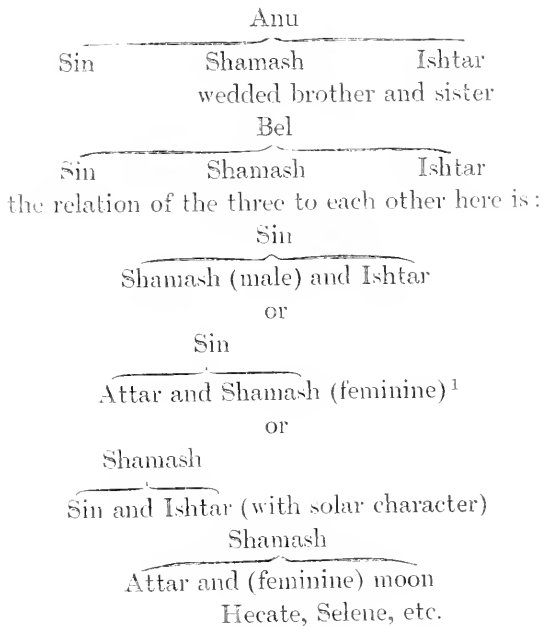 Anu
Sin Shamash Ishtar
wedded brother and sister
Bel
Sin Shamash Ishtar
the relation of the three to each other here is:
Sin
Shamash (male) and Ishtar
or
Sin
Attar and Shamash (feminine) 1
or
Shamash
Sin and Ishtar (with solar character)
Shamash
Attar and (feminine) moon
Hecate, Selene, etc.